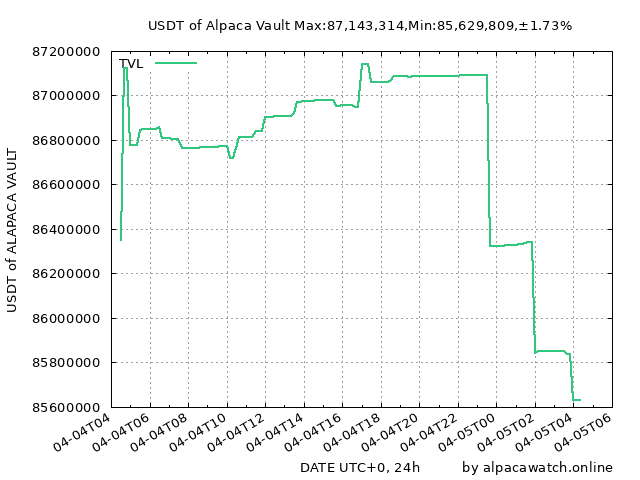 USDT of Alpaca Vault Max:87,143,314,Min:85,629,809,±1.73%
87200000
TVL
87000000
86800000
86600000
86400000
86200000
86000000
85800000
85600000
USDT of ALAPACA VAULT
04-04T04
04-04T06
04-04T08
04-04T10
04-04T12
04-04T14
04-04T16
04-04T18
04-04T20
04-04T22
04-05T00
04-05T02
04-05T04
04-05T06
DATE UTC+0, 24h
by alpacawatch.online